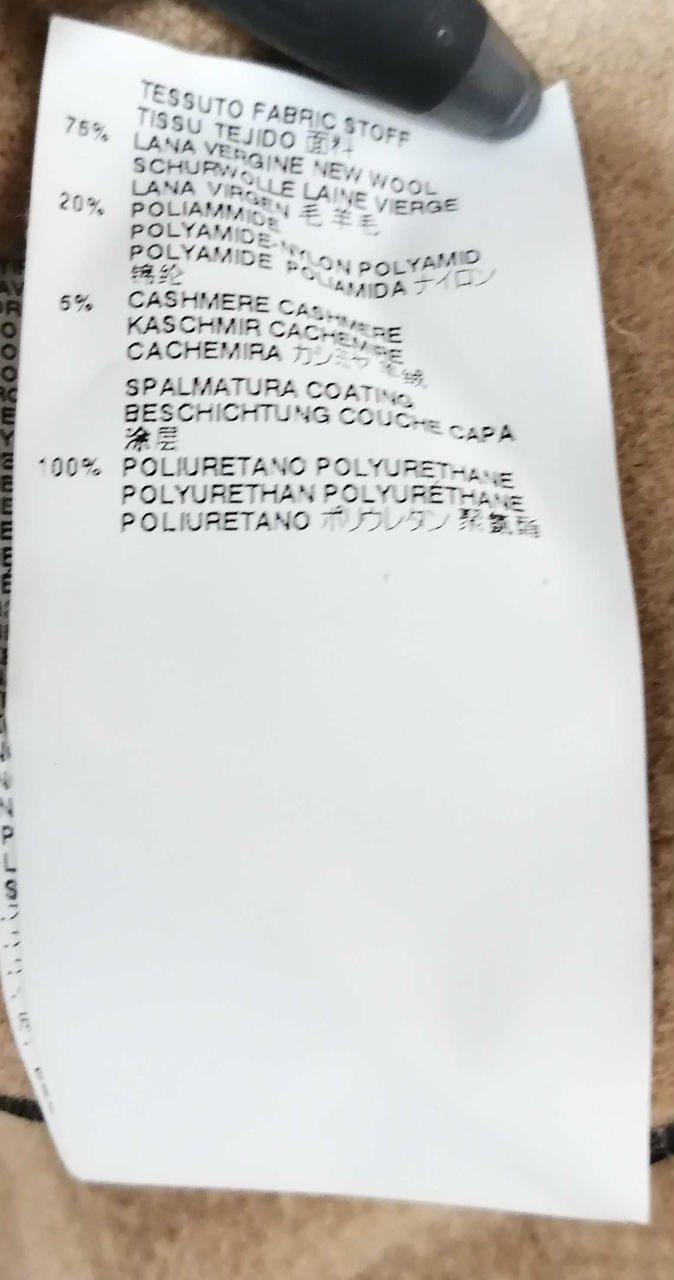 TESSUTO FABRIC STOFF
TISSU TEJIDO 面料
75% LANA VERGINE NEW WOOL
SCHURWOLLE LAINE VIERGE
LANA VIRGEN 毛 羊毛
20% POLIAMMIDE
POLYAMIDE-NYLON POLYAMID
POLYAMIDE POLIAMIDA ナイロン
锦纶
5% CASHMERE CASHMERE
KASCHMIR CACHEMIRE
CACHEMIRA カシミヤ 羊绒
SPALMATURA COATING
BESCHICHTUNG COUCHE CAPA
涂层
100% POLIURETANO POLYURETHANE
POLYURETHAN POLYURÉTHANE
POLIURETANO ポリウレタン 聚氨酯